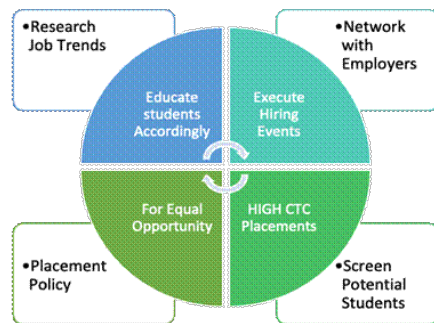 •Research
Job Trends
•Network
with
Employers
Educate
students
Accordingly
Execute
Hiring
Events
For Equal
Opportunity
HIGH CTC
Placements
•Placement
Policy
•Screen
Potential
Students